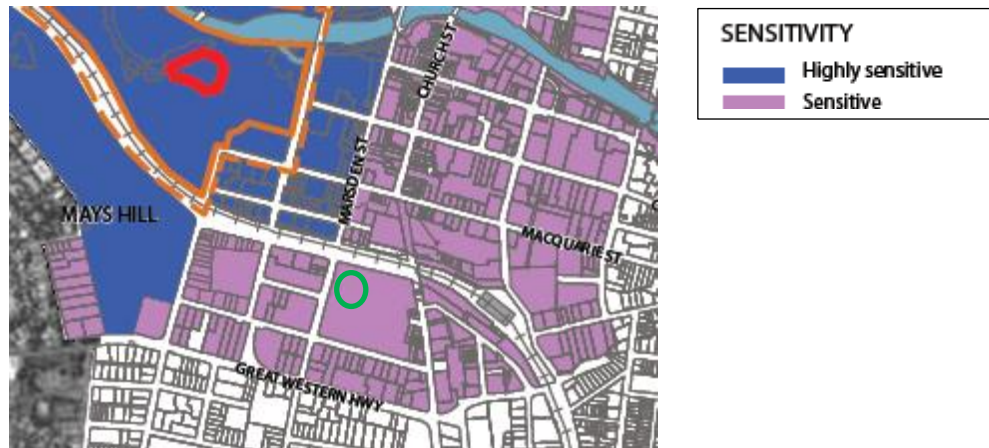 CHURCH ST
MARSDEN ST
MAYS HILL
MACQUARIE ST
GREAT WESTERN HWY
SENSITIVITY
Highly sensitive
Sensitive